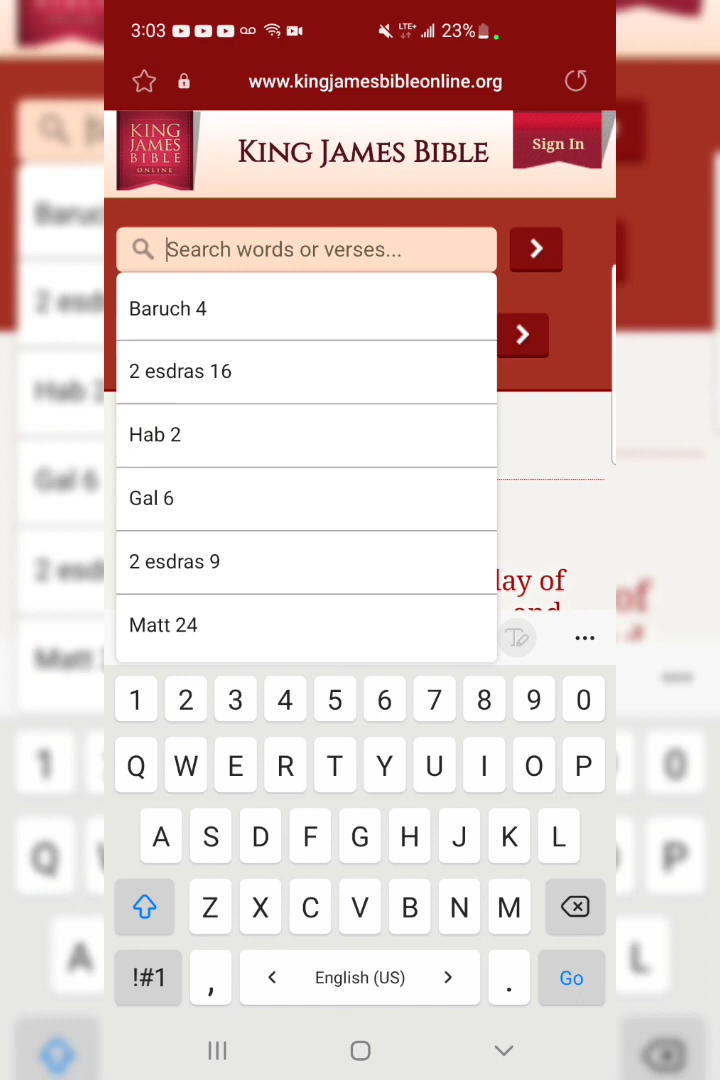 3:03
LTE+
23%
www.kingjamesbibleonline.org
KING
JAMES
BIBLE
ONLINE
KING JAMES BIBLE
Sign In
Search words or verses...
Baruch 4
2 esdras 16
Hab 2
Gal 6
2 esdras 9
Matt 24
lay of
and
1 2 3 4 5 6 7 8 9 0
Q W E R T Y U I O P
A S D F G H J K L
Z X C V B N M
!#1 , English (US) . Go